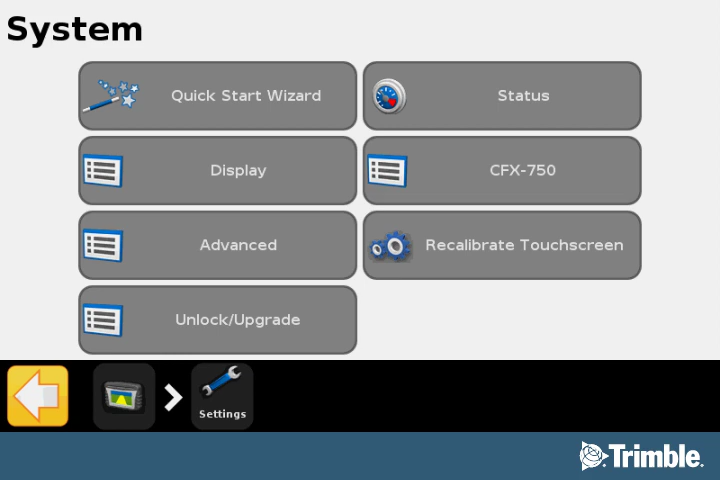 System
Quick Start Wizard
Status
Display
CFX-750
Advanced
Recalibrate Touchscreen
Unlock/Upgrade
Settings
Trimble.